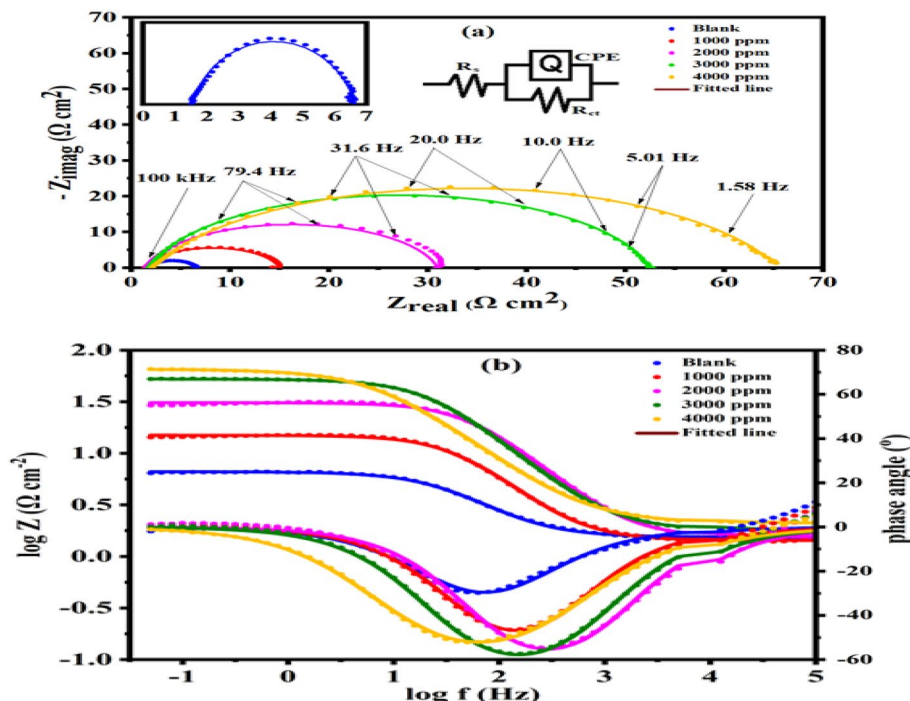 (a)
Blank
1000 ppm
2000 ppm
3000 ppm
4000 ppm
Fitted line
Rs
Q
CPE
Rct
70
60
50
40
30
20
10
0
0 1 2 3 4 5 6 7
100 kHz
79.4 Hz
31.6 Hz
20.0 Hz
10.0 Hz
5.01 Hz
1.58 Hz
- Zimag (Ω cm2)
0 10 20 30 40 50 60 70
Zreal (Ω cm2)
(b)
Blank
1000 ppm
2000 ppm
3000 ppm
4000 ppm
Fitted line
2.0
1.5
1.0
0.5
0.0
-0.5
-1.0
log Z (Ω cm-2)
80
60
40
20
0
-20
-40
-60
phase angle (0)
-1 0 1 2 3 4 5
log f (Hz)